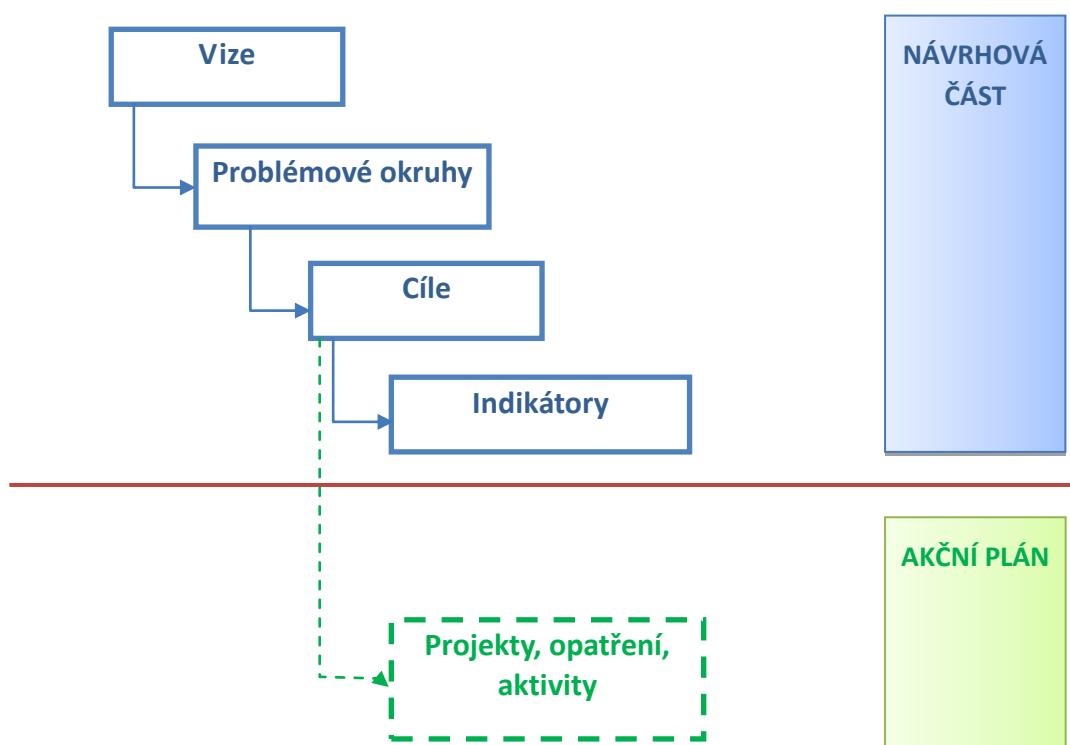 Vize
NÁVRHOVÁ
ČÁST
Problémové okruhy
Cíle
Indikátory
AKČNÍ PLÁN
Projekty, opatření,
aktivity